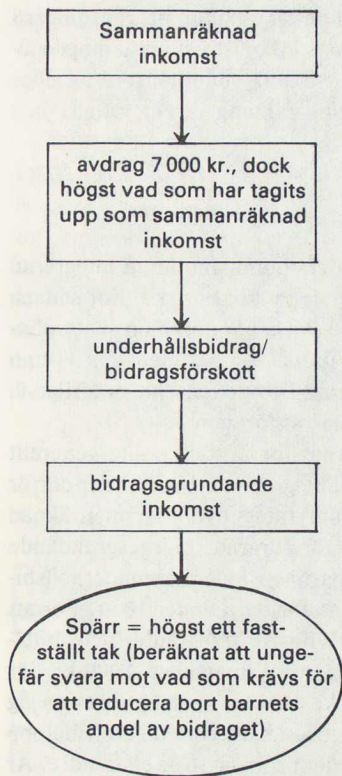 Sammanräknad
inkomst
avdrag 7 000 kr., dock
högst vad som har tagits
upp som sammanräknad
inkomst
underhållsbidrag/
bidragsförskott
bidragsgrundande
inkomst
Spärr = högst ett fast-
ställt tak (beräknat att unge-
fär svara mot vad som krävs för
att reducera bort barnets
andel av bidraget)